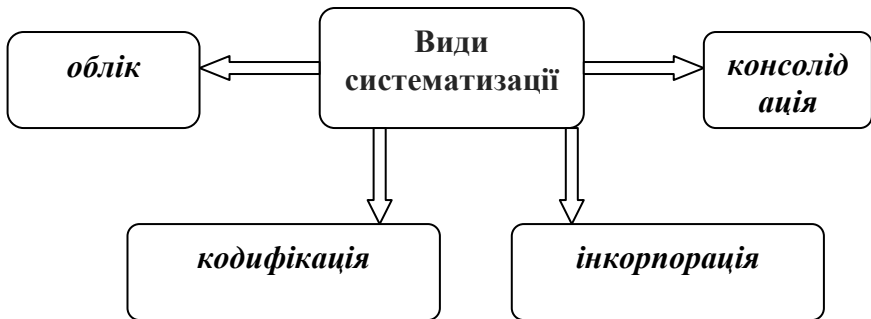 Види
систематизації
облік
консолід
ація
кодифікація
інкорпорація